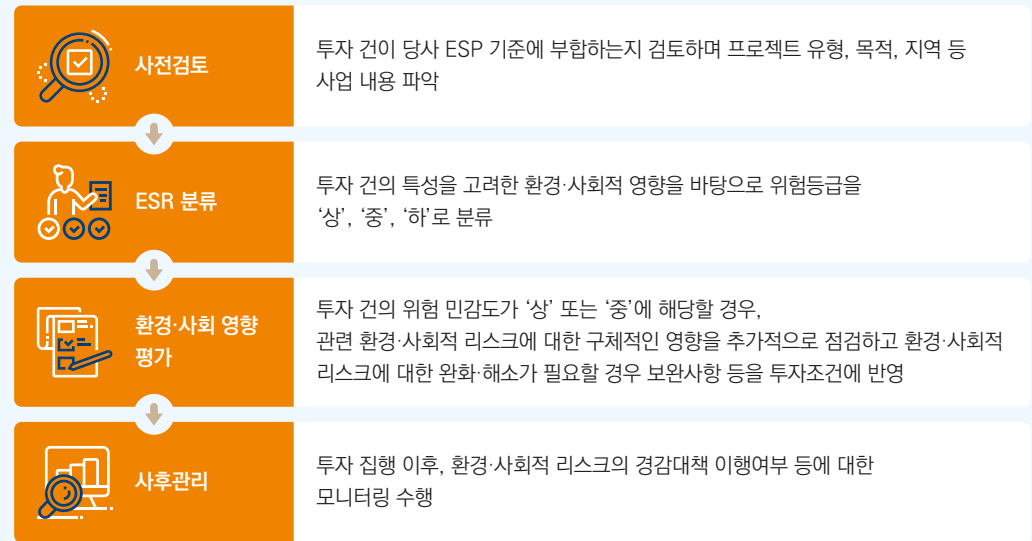 사전검토
투자 건이 당사 ESP 기준에 부합하는지 검토하며 프로젝트 유형, 목적, 지역 등
사업 내용 파악
ESR 분류
투자 건의 특성을 고려한 환경·사회적 영향을 바탕으로 위험등급을
‘상’, ‘중’, ‘하’로 분류
환경·사회 영향
평가
투자 건의 위험 민감도가 ‘상’ 또는 ‘중’에 해당할 경우,
관련 환경·사회적 리스크에 대한 구체적인 영향을 추가적으로 점검하고 환경·사회적
리스크에 대한 완화·해소가 필요할 경우 보완사항 등을 투자조건에 반영
사후관리
투자 집행 이후, 환경·사회적 리스크의 경감대책 이행여부 등에 대한
모니터링 수행